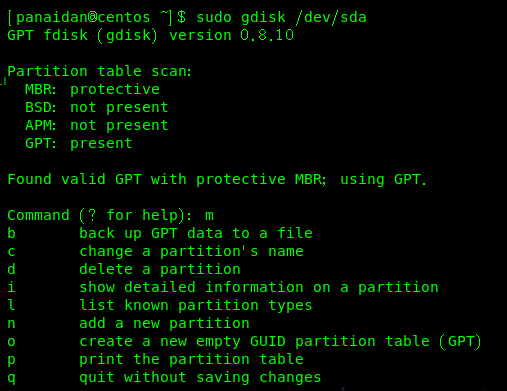 [panaidan@centos ~]$ sudo gdisk /dev/sda
GPT fdisk (gdisk) version 0.8.10

Partition table scan:
  MBR: protective
  BSD: not present
  APM: not present
  GPT: present

Found valid GPT with protective MBR; using GPT.

Command (? for help): m
b       back up GPT data to a file
c       change a partition's name
d       delete a partition
i       show detailed information on a partition
l       list known partition types
n       add a new partition
o       create a new empty GUID partition table (GPT)
p       print the partition table
q       quit without saving changes